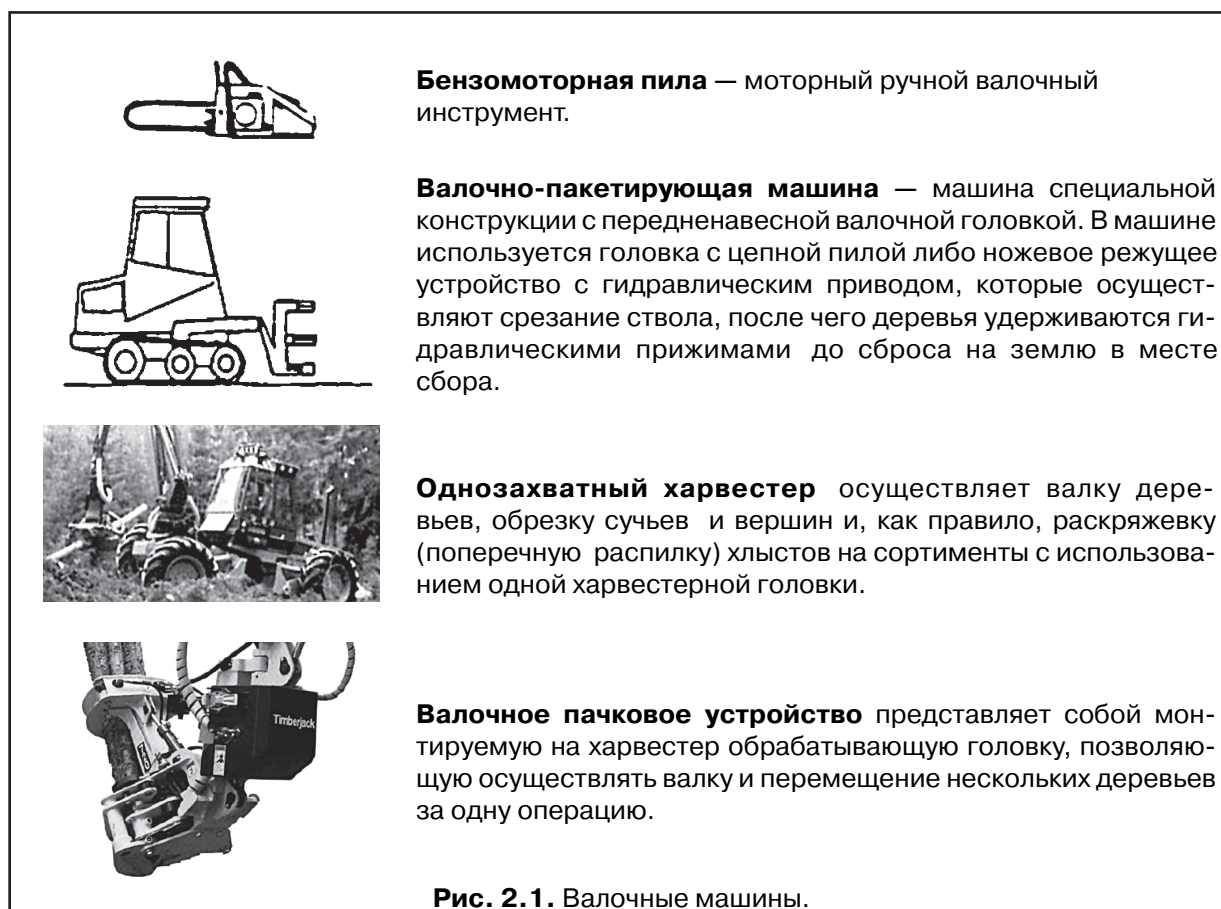 Бензомоторная пила — моторный ручной валочный
инструмент.
Валочно-пакетирующая машина — машина специальной
конструкции с передненавесной валочной головкой. В машине
используется головка с цепной пилой либо ножевое режущее
устройство с гидравлическим приводом, которые осущест-
вляют срезание ствола, после чего деревья удерживаются ги-
дравлическими прижимами до сброса на землю в месте
сбора.
Однозахватный харвестер осуществляет валку дере-
вьев, обрезку сучьев и вершин и, как правило, раскряжевку
(поперечную распилку) хлыстов на сортименты с использова-
нием одной харвестерной головки.
Timberjack
Валочное пачковое устройство представляет собой мон-
тируемую на харвестер обрабатывающую головку, позволяю-
щую осуществлять валку и перемещение нескольких деревьев
за одну операцию.
Рис. 2.1. Валочные машины.